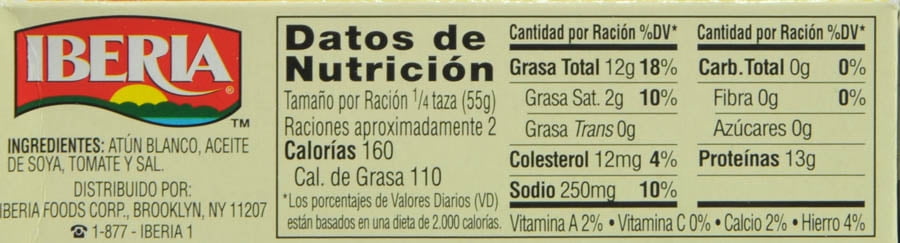 IBERIA®
TM
INGREDIENTES: ATÚN BLANCO, ACEITE
DE SOYA, TOMATE Y SAL.
DISTRIBUIDO POR:
IBERIA FOODS CORP., BROOKLYN, NY 11207
☎ 1-877 - IBERIA 1
Datos de
Nutrición
Tamaño por Ración 1/4 taza (55g)
Raciones aproximadamente 2
Calorías 160
Cal. de Grasa 110
*Los porcentajes de Valores Diarios (VD)
están basados en una dieta de 2.000 calorías.
Cantidad por Ración %DV*
Grasa Total 12g 18%
Grasa Sat. 2g 10%
Grasa Trans 0g
Colesterol 12mg 4%
Sodio 250mg 10%
Cantidad por Ración %DV*
Carb.Total 0g 0%
Fibra 0g 0%
Azúcares 0g
Proteínas 13g
Vitamina A 2% • Vitamina C 0% • Calcio 2% • Hierro 4%